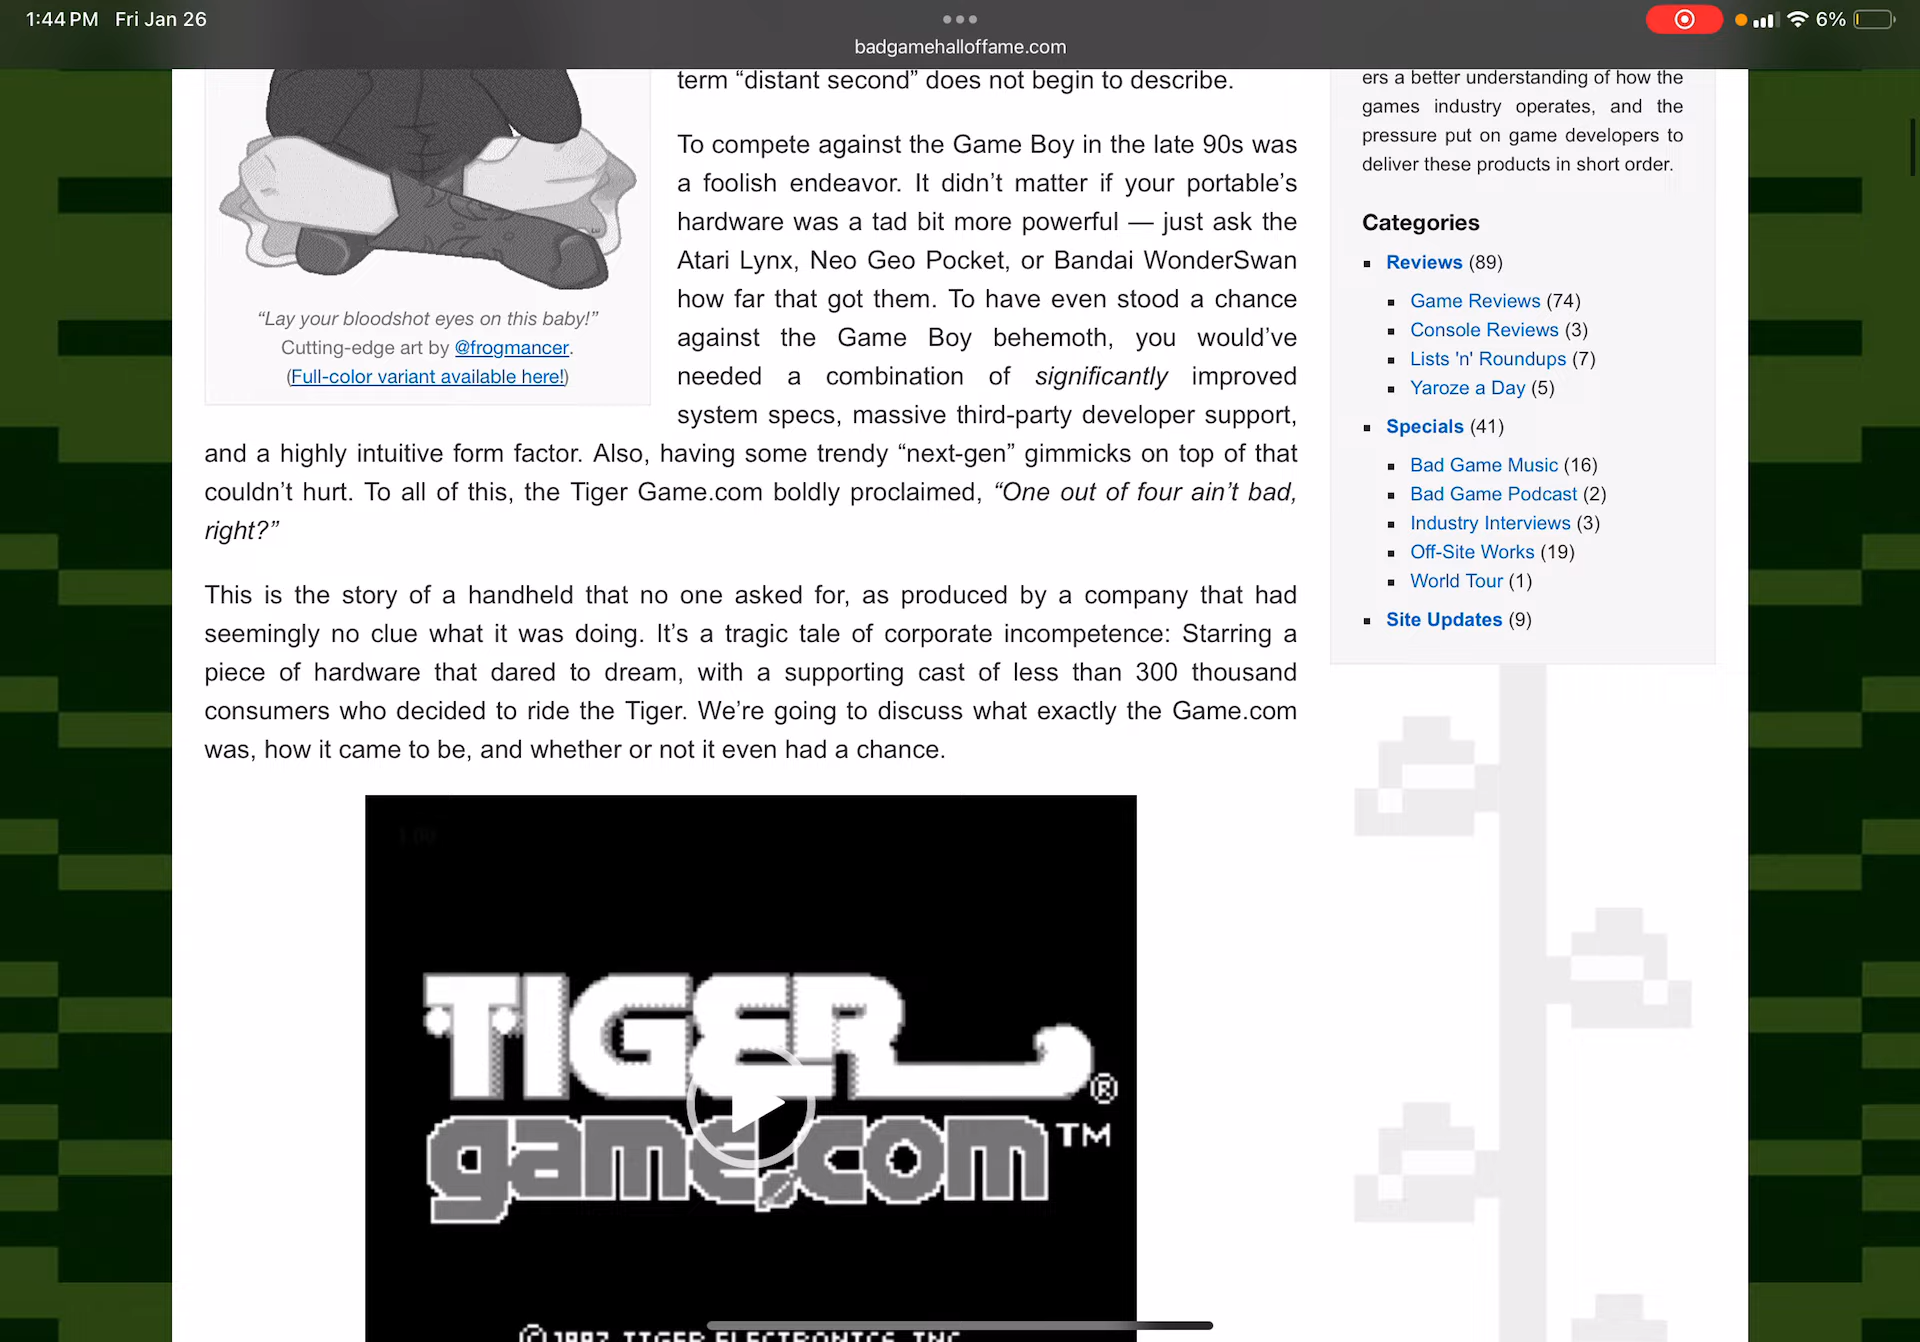 1:44 PM Fri Jan 26
6%
badgamehalloffame.com
term “distant second” does not begin to describe.
To compete against the Game Boy in the late 90s was
a foolish endeavor. It didn’t matter if your portable’s
hardware was a tad bit more powerful — just ask the
Atari Lynx, Neo Geo Pocket, or Bandai WonderSwan
how far that got them. To have even stood a chance
against the Game Boy behemoth, you would’ve
needed a combination of significantly improved
system specs, massive third-party developer support,
and a highly intuitive form factor. Also, having some trendy “next-gen” gimmicks on top of that
couldn’t hurt. To all of this, the Tiger Game.com boldly proclaimed, “One out of four ain’t bad,
right?”
“Lay your bloodshot eyes on this baby!”
Cutting-edge art by @frogmancer.
(Full-color variant available here!)
This is the story of a handheld that no one asked for, as produced by a company that had
seemingly no clue what it was doing. It’s a tragic tale of corporate incompetence: Starring a
piece of hardware that dared to dream, with a supporting cast of less than 300 thousand
consumers who decided to ride the Tiger. We’re going to discuss what exactly the Game.com
was, how it came to be, and whether or not it even had a chance.
TIGER®
game.com™
©1997 TIGER ELECTRONICS, INC
ers a better understanding of how the
games industry operates, and the
pressure put on game developers to
deliver these products in short order.
Categories
Reviews (89)
Game Reviews (74)
Console Reviews (3)
Lists 'n' Roundups (7)
Yaroze a Day (5)
Specials (41)
Bad Game Music (16)
Bad Game Podcast (2)
Industry Interviews (3)
Off-Site Works (19)
World Tour (1)
Site Updates (9)